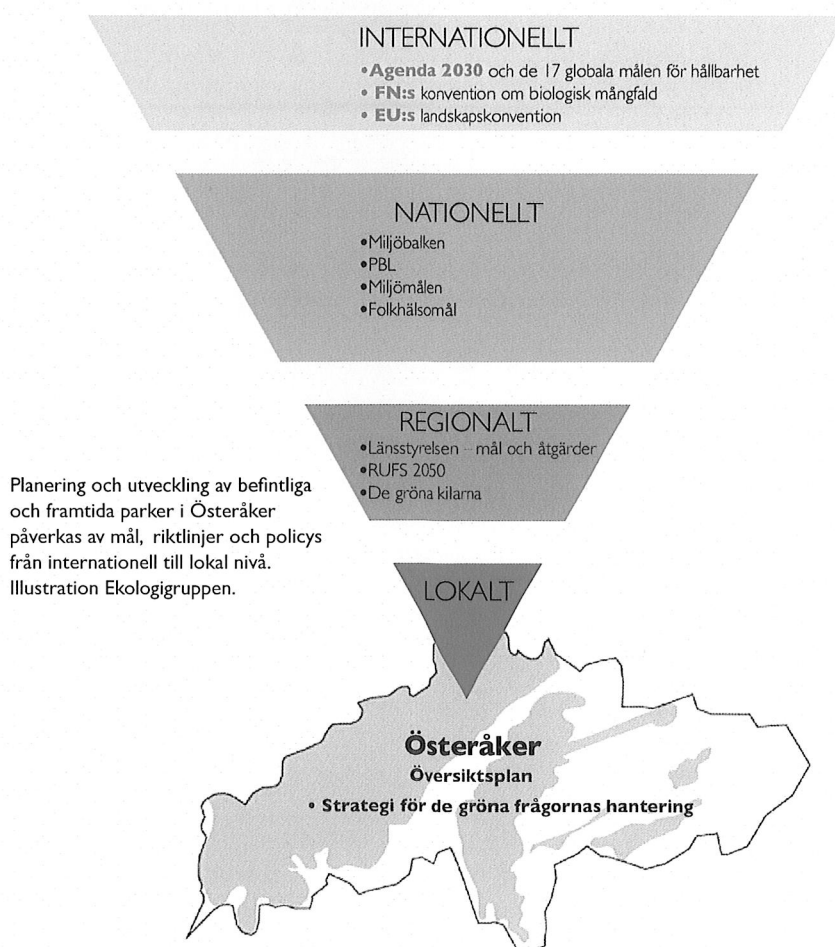 INTERNATIONELLT
•Agenda 2030 och de 17 globala målen för hållbarhet
• FN:s konvention om biologisk mångfald
• EU:s landskapskonvention
NATIONELLT
•Miljöbalken
•PBL
•Miljömålen
•Folkhälsomål
REGIONALT
•Länsstyrelsen – mål och åtgärder
•RUFS 2050
•De gröna kilarna
Planering och utveckling av befintliga
och framtida parker i Österåker
påverkas av mål, riktlinjer och policys
från internationell till lokal nivå.
Illustration Ekologigruppen.
LOKALT
Österåker
Översiktsplan
• Strategi för de gröna frågornas hantering